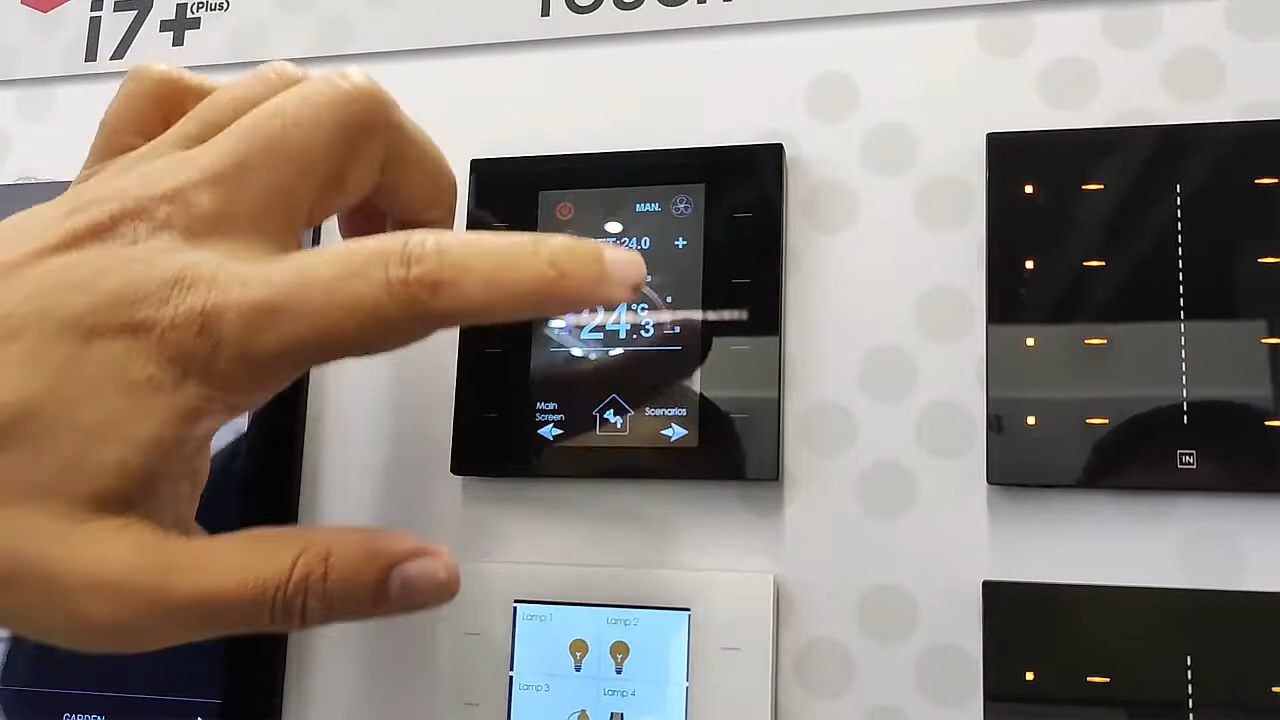 i7+(Plus)
TOUCH
MAN.
24.0 +
24.3 °C
Main
Screen
Scenarios
IN
Lamp 1
Lamp 2
Lamp 3
Lamp 4
GARDEN